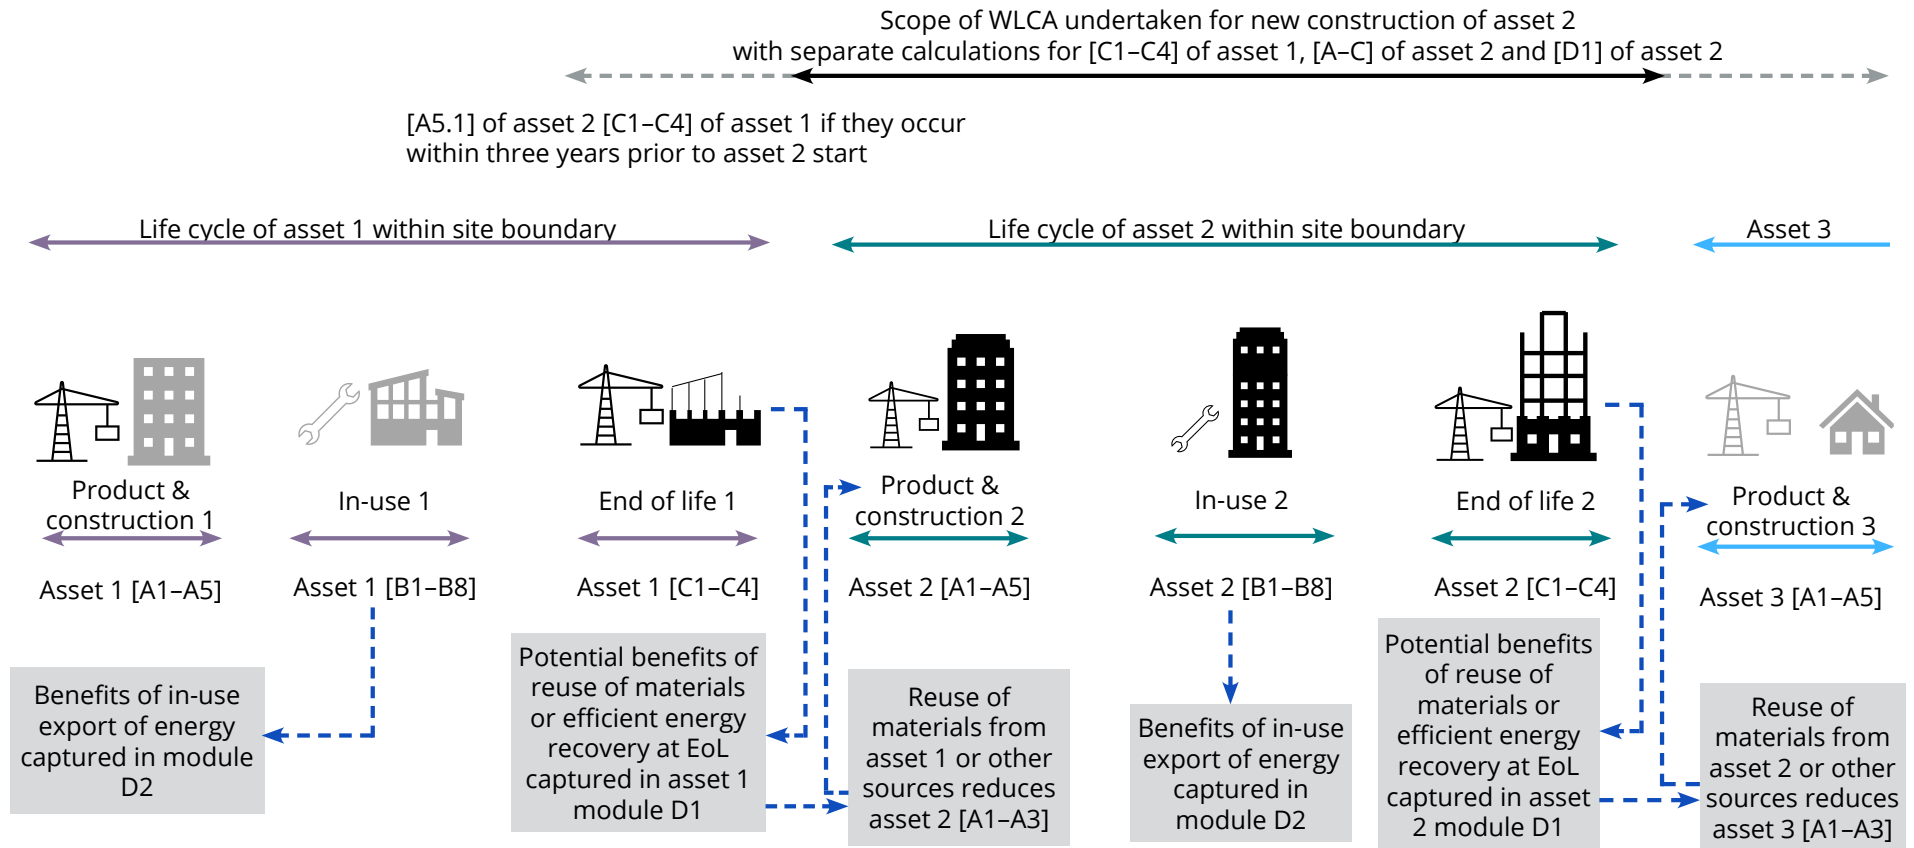 Scope of WLCA undertaken for new construction of asset 2
with separate calculations for [C1–C4] of asset 1, [A–C] of asset 2 and [D1] of asset 2
[A5.1] of asset 2 [C1–C4] of asset 1 if they occur
within three years prior to asset 2 start
Life cycle of asset 1 within site boundary
Life cycle of asset 2 within site boundary
Asset 3
Product &
construction 1
In-use 1
End of life 1
Product &
construction 2
In-use 2
End of life 2
Product &
construction 3
Asset 1 [A1–A5]
Asset 1 [B1–B8]
Asset 1 [C1–C4]
Asset 2 [A1–A5]
Asset 2 [B1–B8]
Asset 2 [C1–C4]
Asset 3 [A1–A5]
Benefits of in-use
export of energy
captured in module
D2
Potential benefits of
reuse of materials
or efficient energy
recovery at EoL
captured in asset 1
module D1
Reuse of
materials from
asset 1 or other
sources reduces
asset 2 [A1–A3]
Benefits of in-use
export of energy
captured in
module D2
Potential benefits
of reuse of
materials or
efficient energy
recovery at EoL
captured in asset
2 module D1
Reuse of
materials from
asset 2 or other
sources reduces
asset 3 [A1–A3]